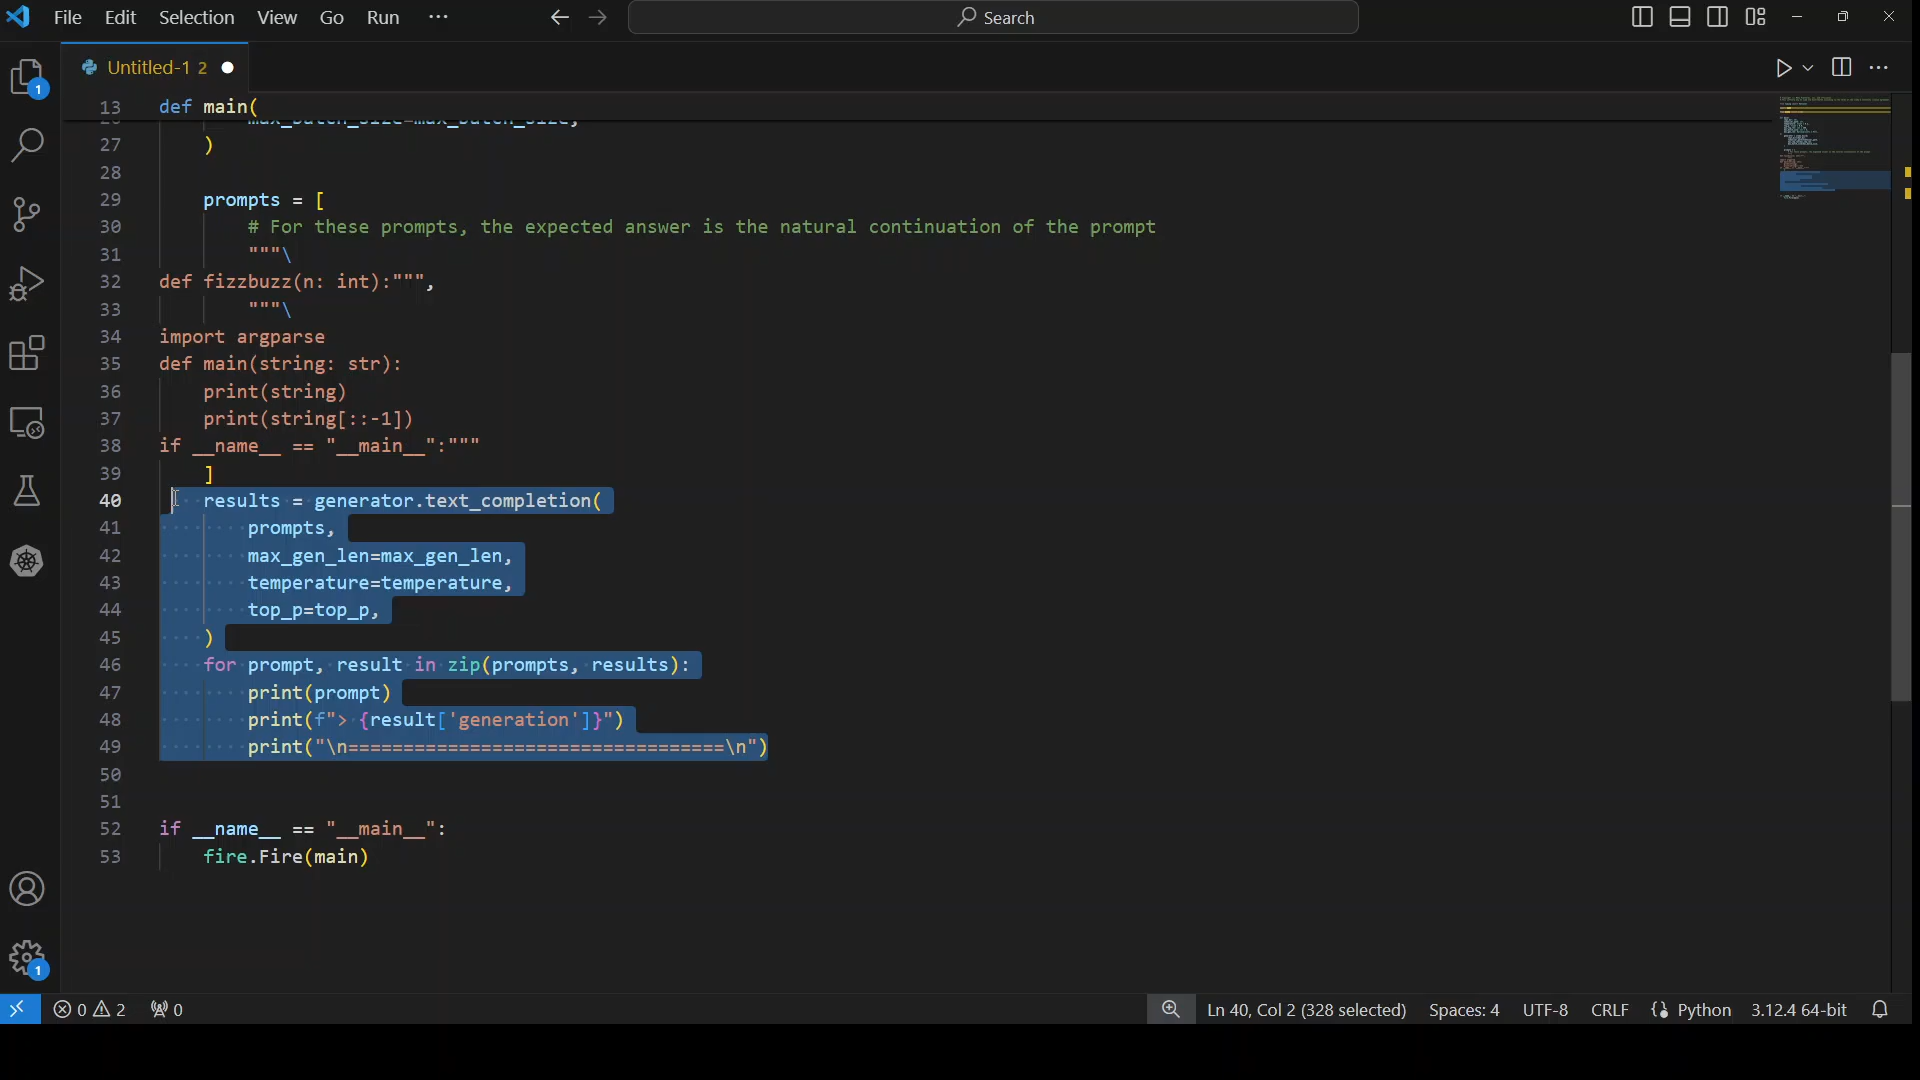 File Edit Selection View Go Run ··· Search
1 Untitled-1 2
13 def main(
max_batch_size=max_batch_size,
27 )
28
29 prompts = [
30 # For these prompts, the expected answer is the natural continuation of the prompt
31 """\
32 def fizzbuzz(n: int):""",
33 """\
34 import argparse
35 def main(string: str):
36 print(string)
37 print(string[::-1])
38 if __name__ == "__main__":"""
39 ]
40 results = generator.text_completion(
41 prompts,
42 max_gen_len=max_gen_len,
43 temperature=temperature,
44 top_p=top_p,
45 )
46 for prompt, result in zip(prompts, results):
47 print(prompt)
48 print(f"> {result['generation']}")
49 print("\n==================================\n")
50
51
52 if __name__ == "__main__":
53 fire.Fire(main)
1
0 2 0 Ln 40, Col 2 (328 selected) Spaces: 4 UTF-8 CRLF Python 3.12.4 64-bit